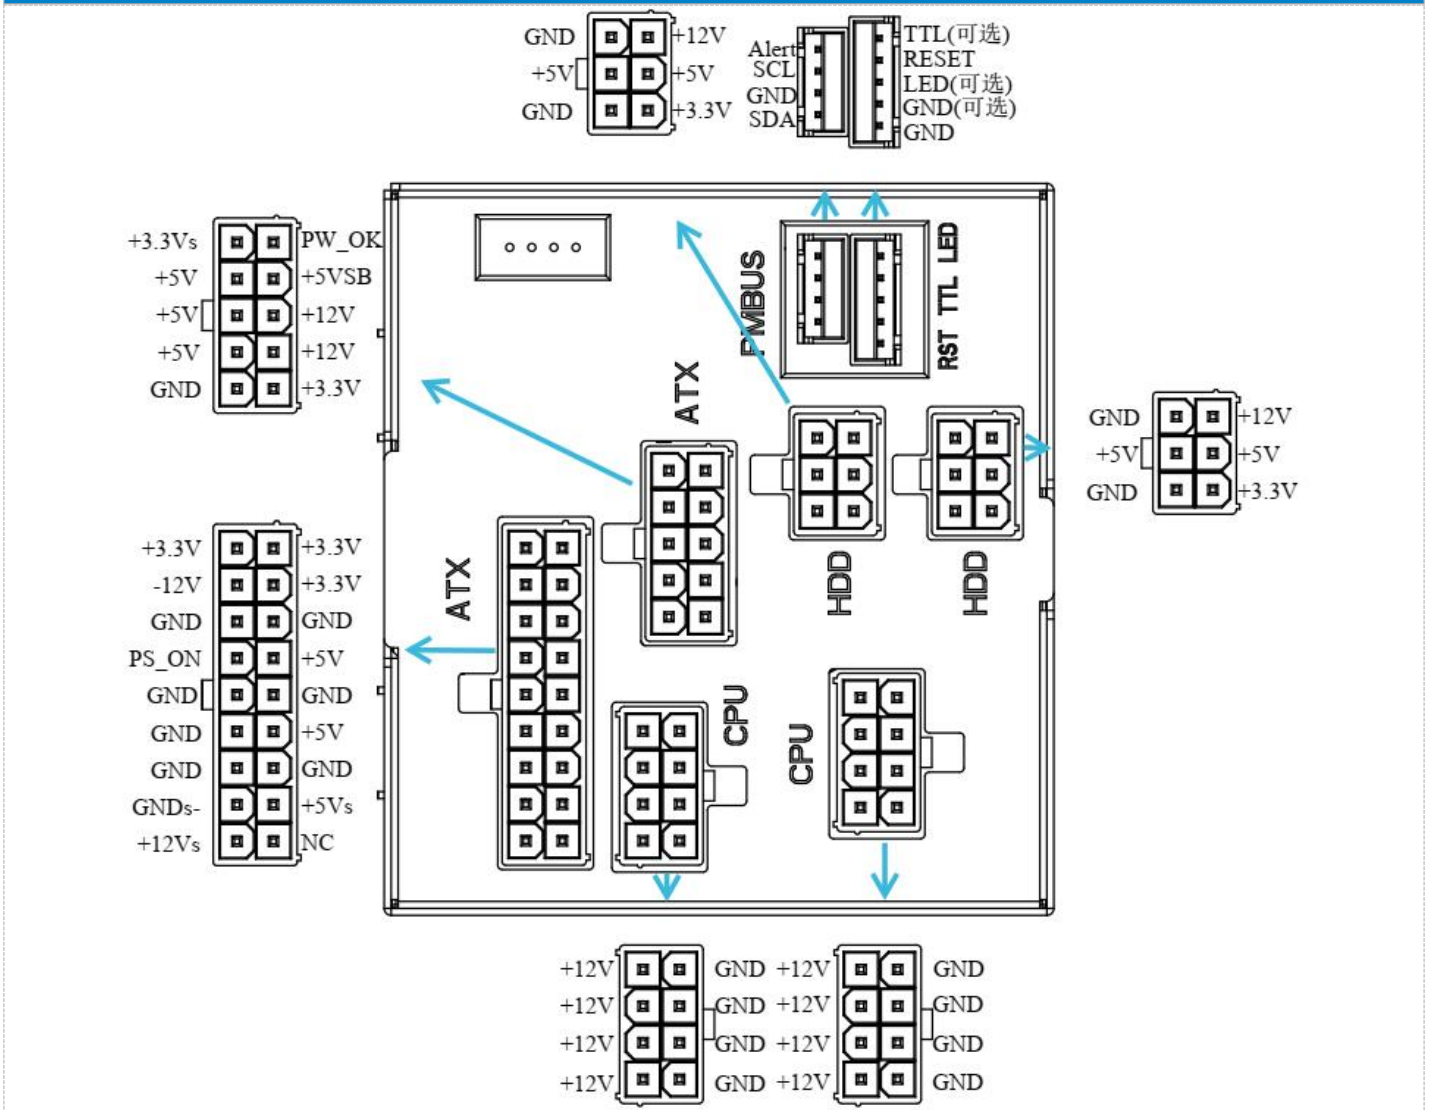 GND +12V
+5V +5V
GND +3.3V
Alert
SCL
GND
SDA
TTL(可选)
RESET
LED(可选)
GND(可选)
GND
+3.3Vs PW_OK
+5V +5VSB
+5V +12V
+5V +12V
GND +3.3V
PMBUS
RST TTL LED
ATX
GND +12V
+5V +5V
GND +3.3V
HDD
HDD
+3.3V +3.3V
-12V +3.3V
GND GND
PS_ON +5V
GND GND
GND +5V
GND GND
GNDs- +5Vs
+12Vs NC
ATX
CPU
CPU
+12V GND +12V GND
+12V GND +12V GND
+12V GND +12V GND
+12V GND +12V GND